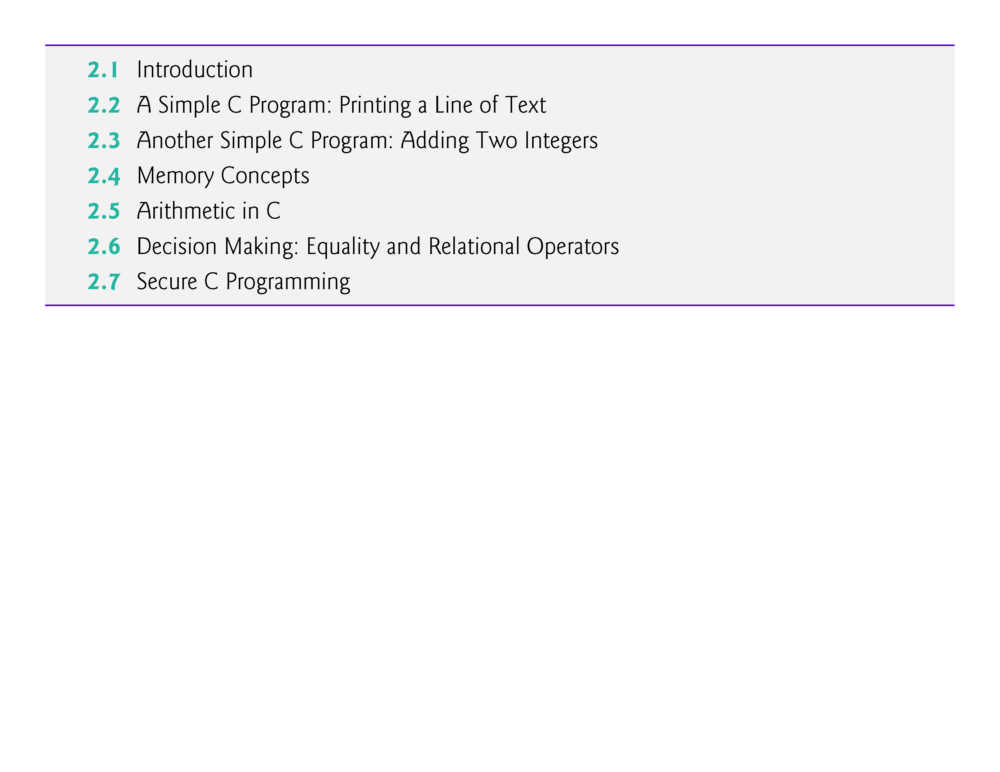 2.1 Introduction
2.2 A Simple C Program: Printing a Line of Text
2.3 Another Simple C Program: Adding Two Integers
2.4 Memory Concepts
2.5 Arithmetic in C
2.6 Decision Making: Equality and Relational Operators
2.7 Secure C Programming